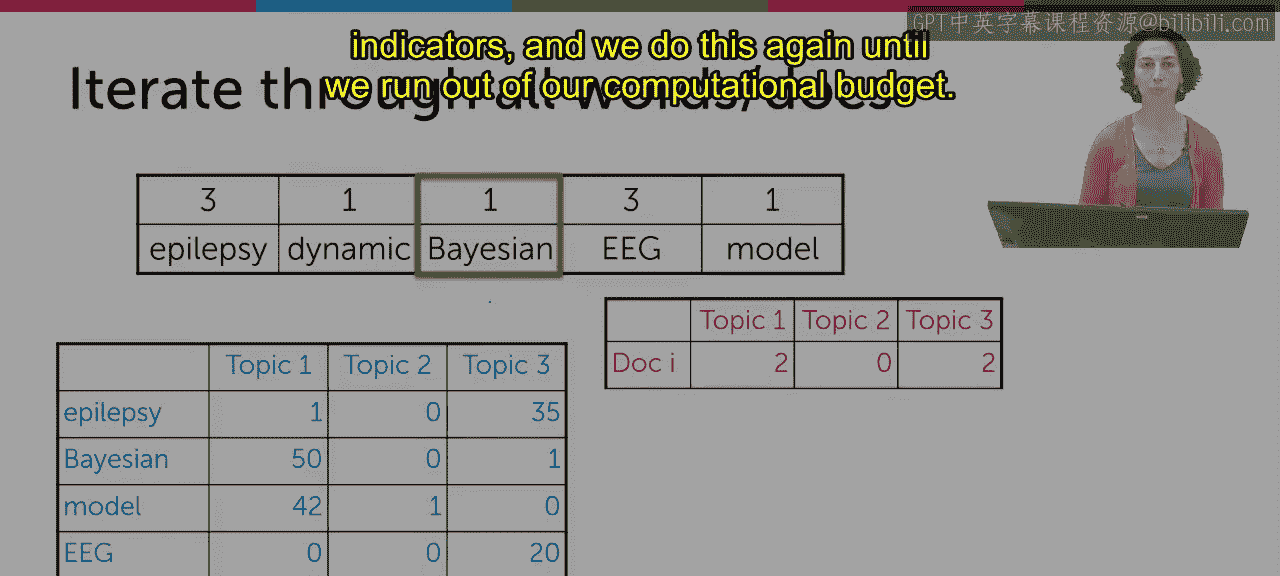 GPT中英字幕课程资源@bilibili.com
indicators, and we do this again until
we run out of our computational budget.
Iterate through all words/docs
3 1 1 3 1
epilepsy dynamic Bayesian EEG model
Topic 1 Topic 2 Topic 3
Doc i 2 0 2
Topic 1 Topic 2 Topic 3
epilepsy 1 0 35
Bayesian 50 0 1
model 42 1 0
EEG 0 0 20